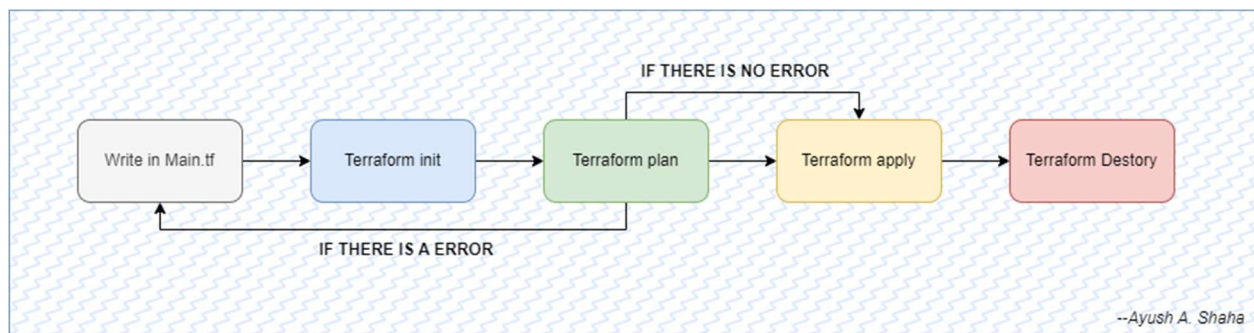 IF THERE IS NO ERROR
Write in Main.tf
Terraform init
Terraform plan
Terraform apply
Terraform Destory
IF THERE IS A ERROR
--Ayush A. Shaha